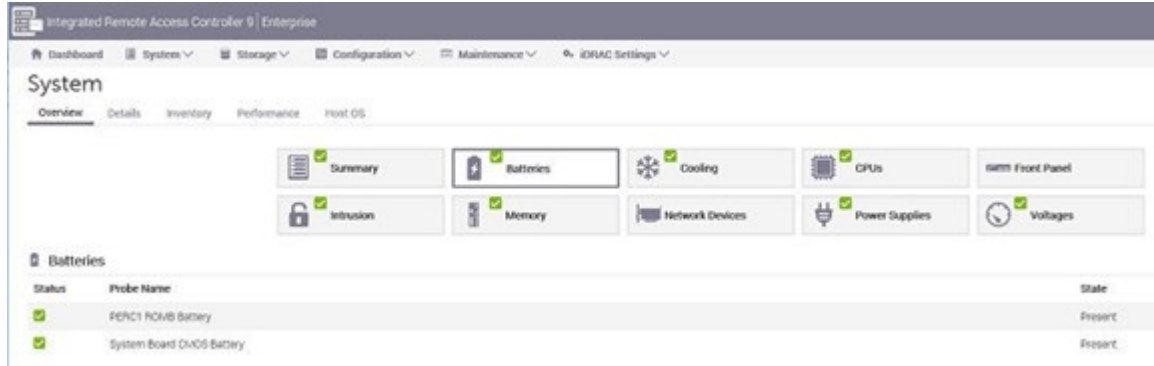 Integrated Remote Access Controller 9 | Enterprise
Dashboard System Storage Configuration Maintenance iDRAC Settings
System
Overview Details Inventory Performance Host OS
Summary Batteries Cooling CPUs Front Panel
Intrusion Memory Network Devices Power Supplies Voltages
Batteries
Status Probe Name State
PERC1 ROMB Battery Present
System Board CMOS Battery Present